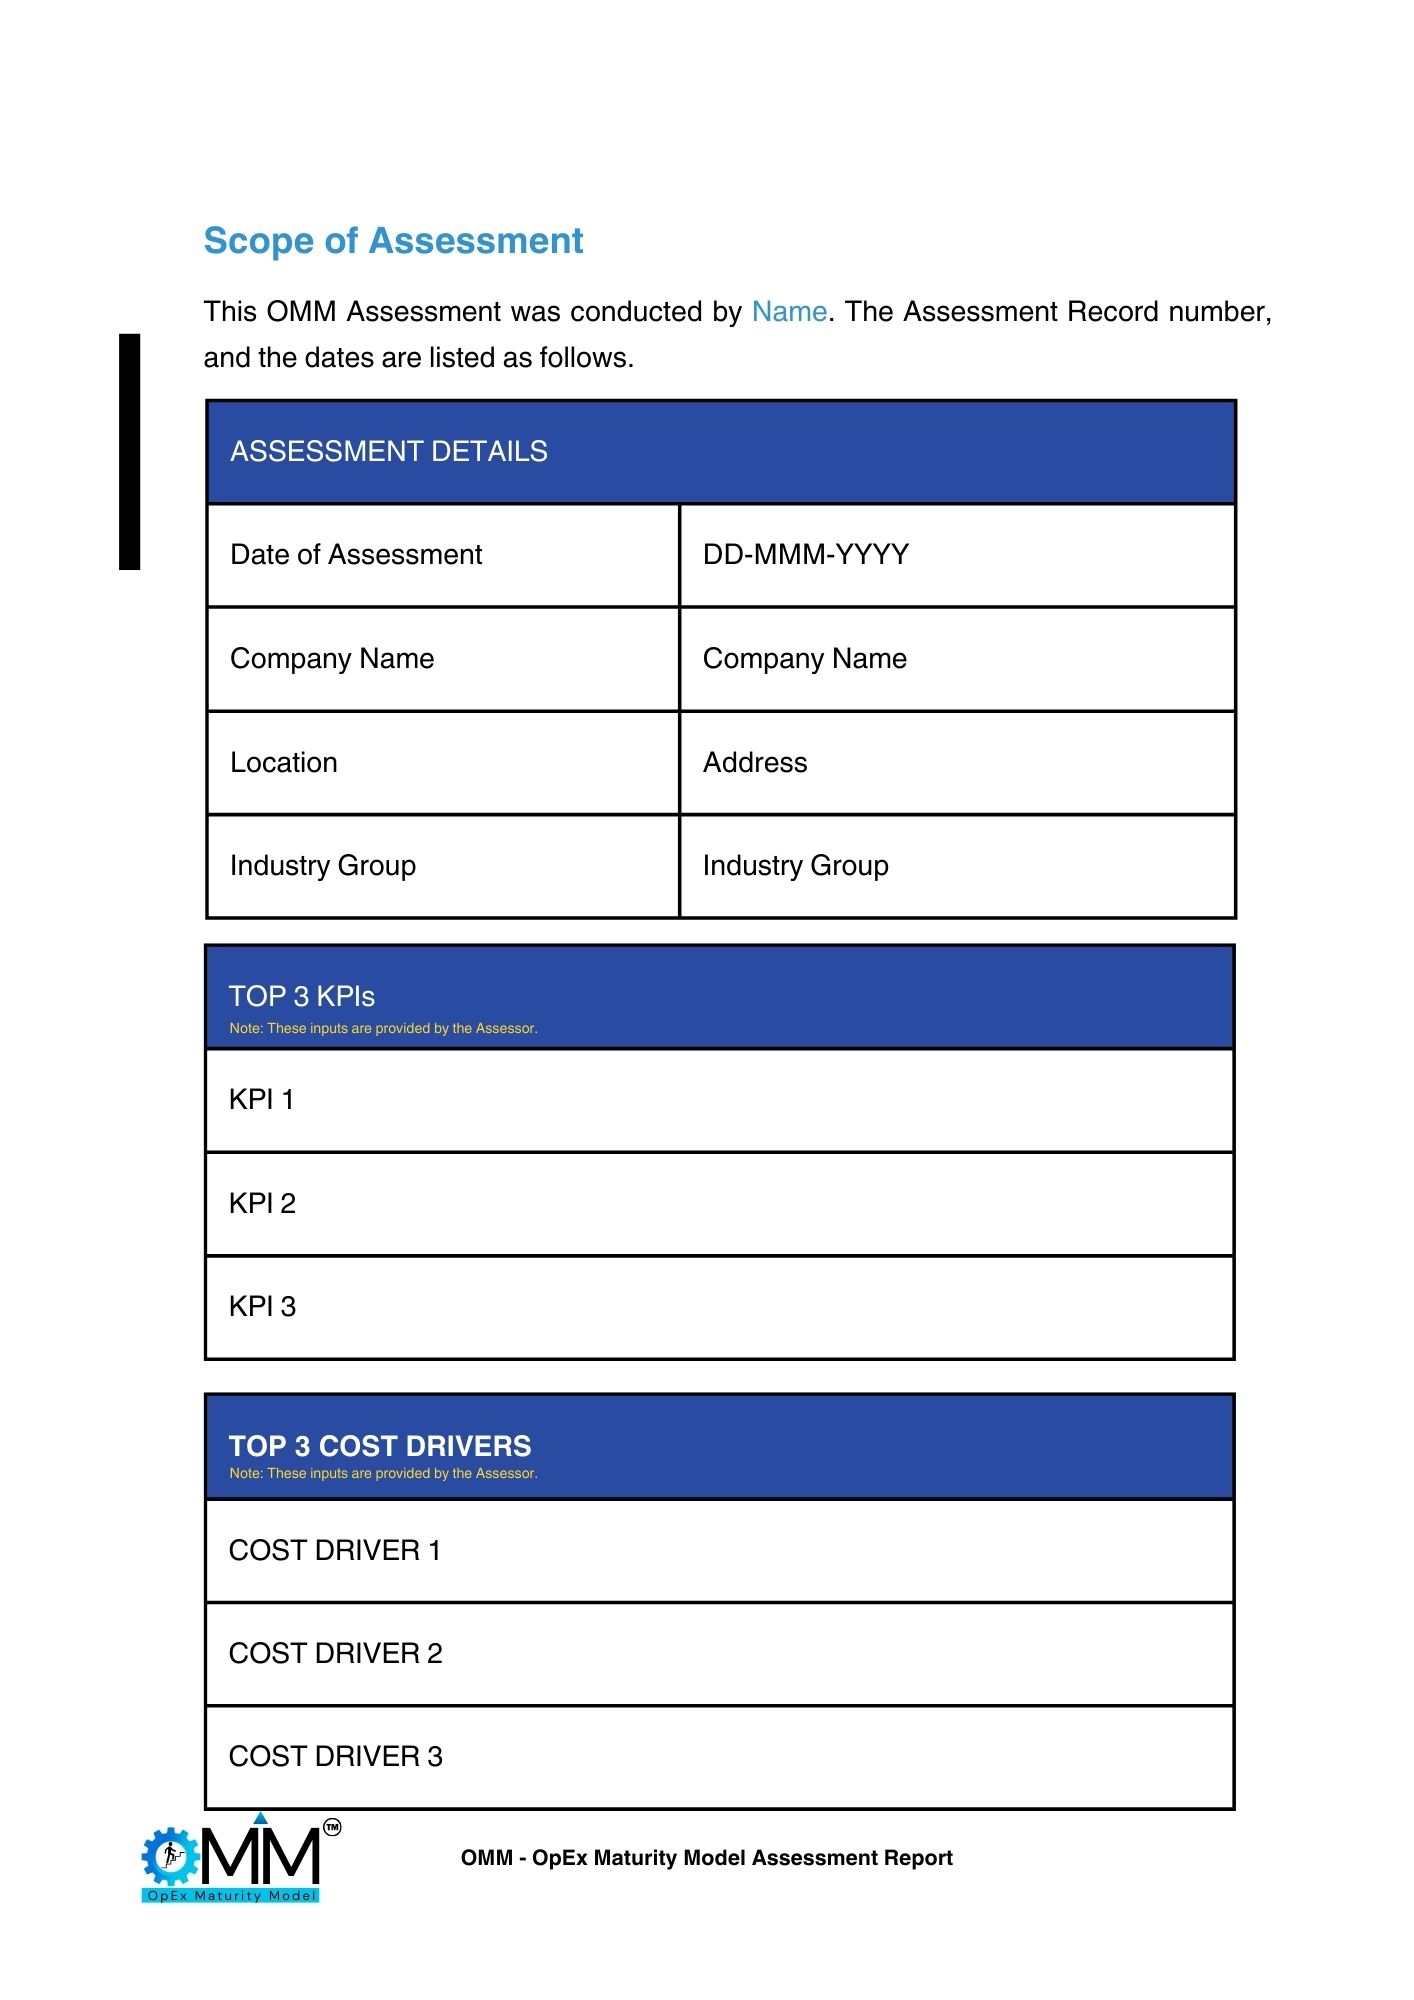 Scope of Assessment
This OMM Assessment was conducted by Name. The Assessment Record number,
and the dates are listed as follows.
ASSESSMENT DETAILS
Date of Assessment DD-MMM-YYYY
Company Name Company Name
Location Address
Industry Group Industry Group
TOP 3 KPIs
Note: These inputs are provided by the Assessor.
KPI 1
KPI 2
KPI 3
TOP 3 COST DRIVERS
Note: These inputs are provided by the Assessor.
COST DRIVER 1
COST DRIVER 2
COST DRIVER 3
OMM TM
OpEx Maturity Model
OMM - OpEx Maturity Model Assessment Report